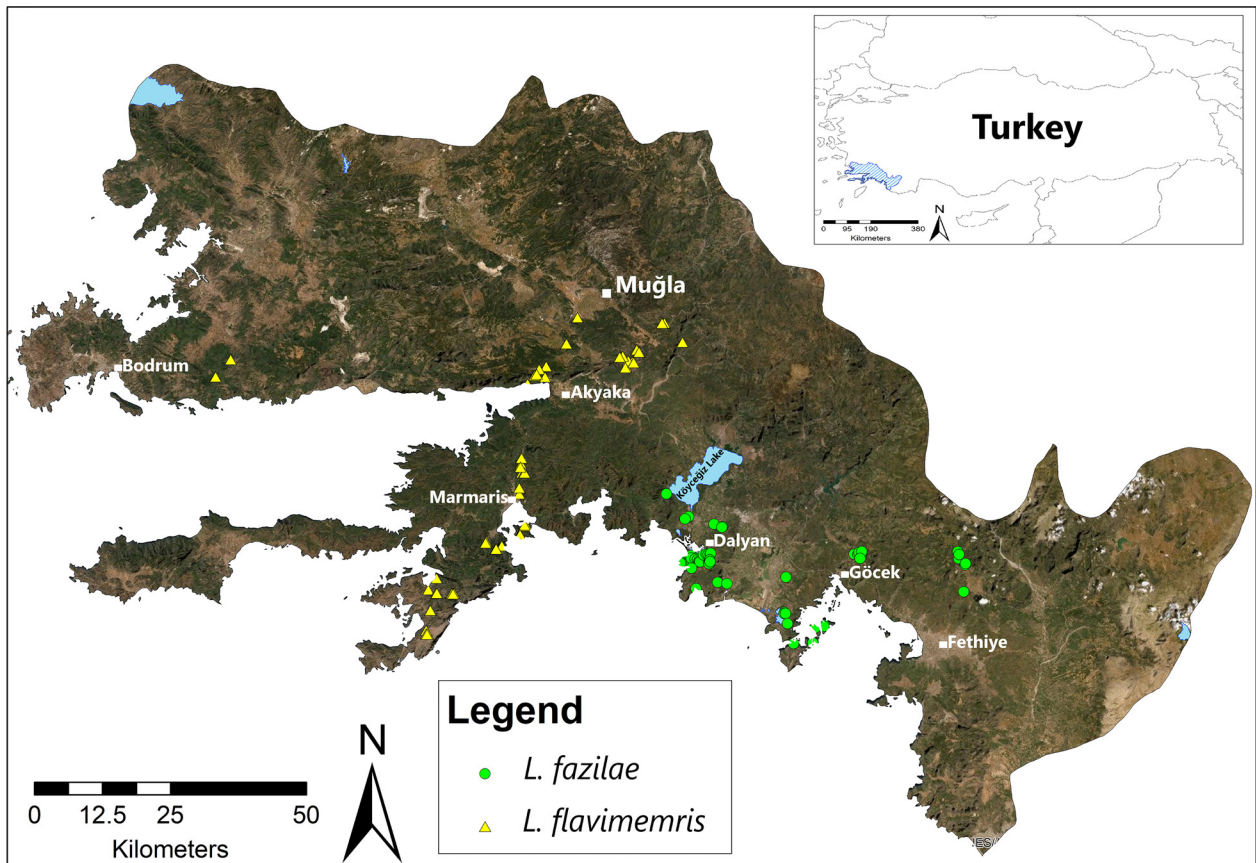 Turkey
N
0 95 190 380
Kilometers
Muğla
Bodrum
Akyaka
Köyceğiz Lake
Marmaris
Dalyan
Göcek
Fethiye
Legend
L. fazilae
L. flavimemris
N
0 12.5 25 50
Kilometers